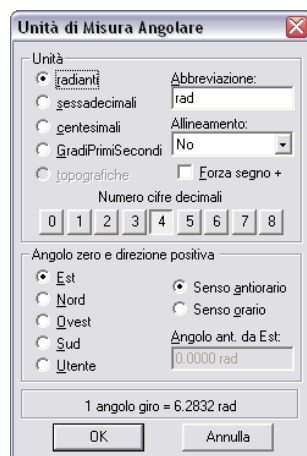 Unità di Misura Angolare
Unità
radianti
sessadecimali
centesimali
GradiPrimiSecondi
topografiche
Abbreviazione:
rad
Allineamento:
No
Forza segno +
Numero cifre decimali
0 1 2 3 4 5 6 7 8
Angolo zero e direzione positiva
Est
Nord
Ovest
Sud
Utente
Senso antiorario
Senso orario
Angolo ant. da Est:
0.0000 rad
1 angolo giro = 6.2832 rad
OK Annulla